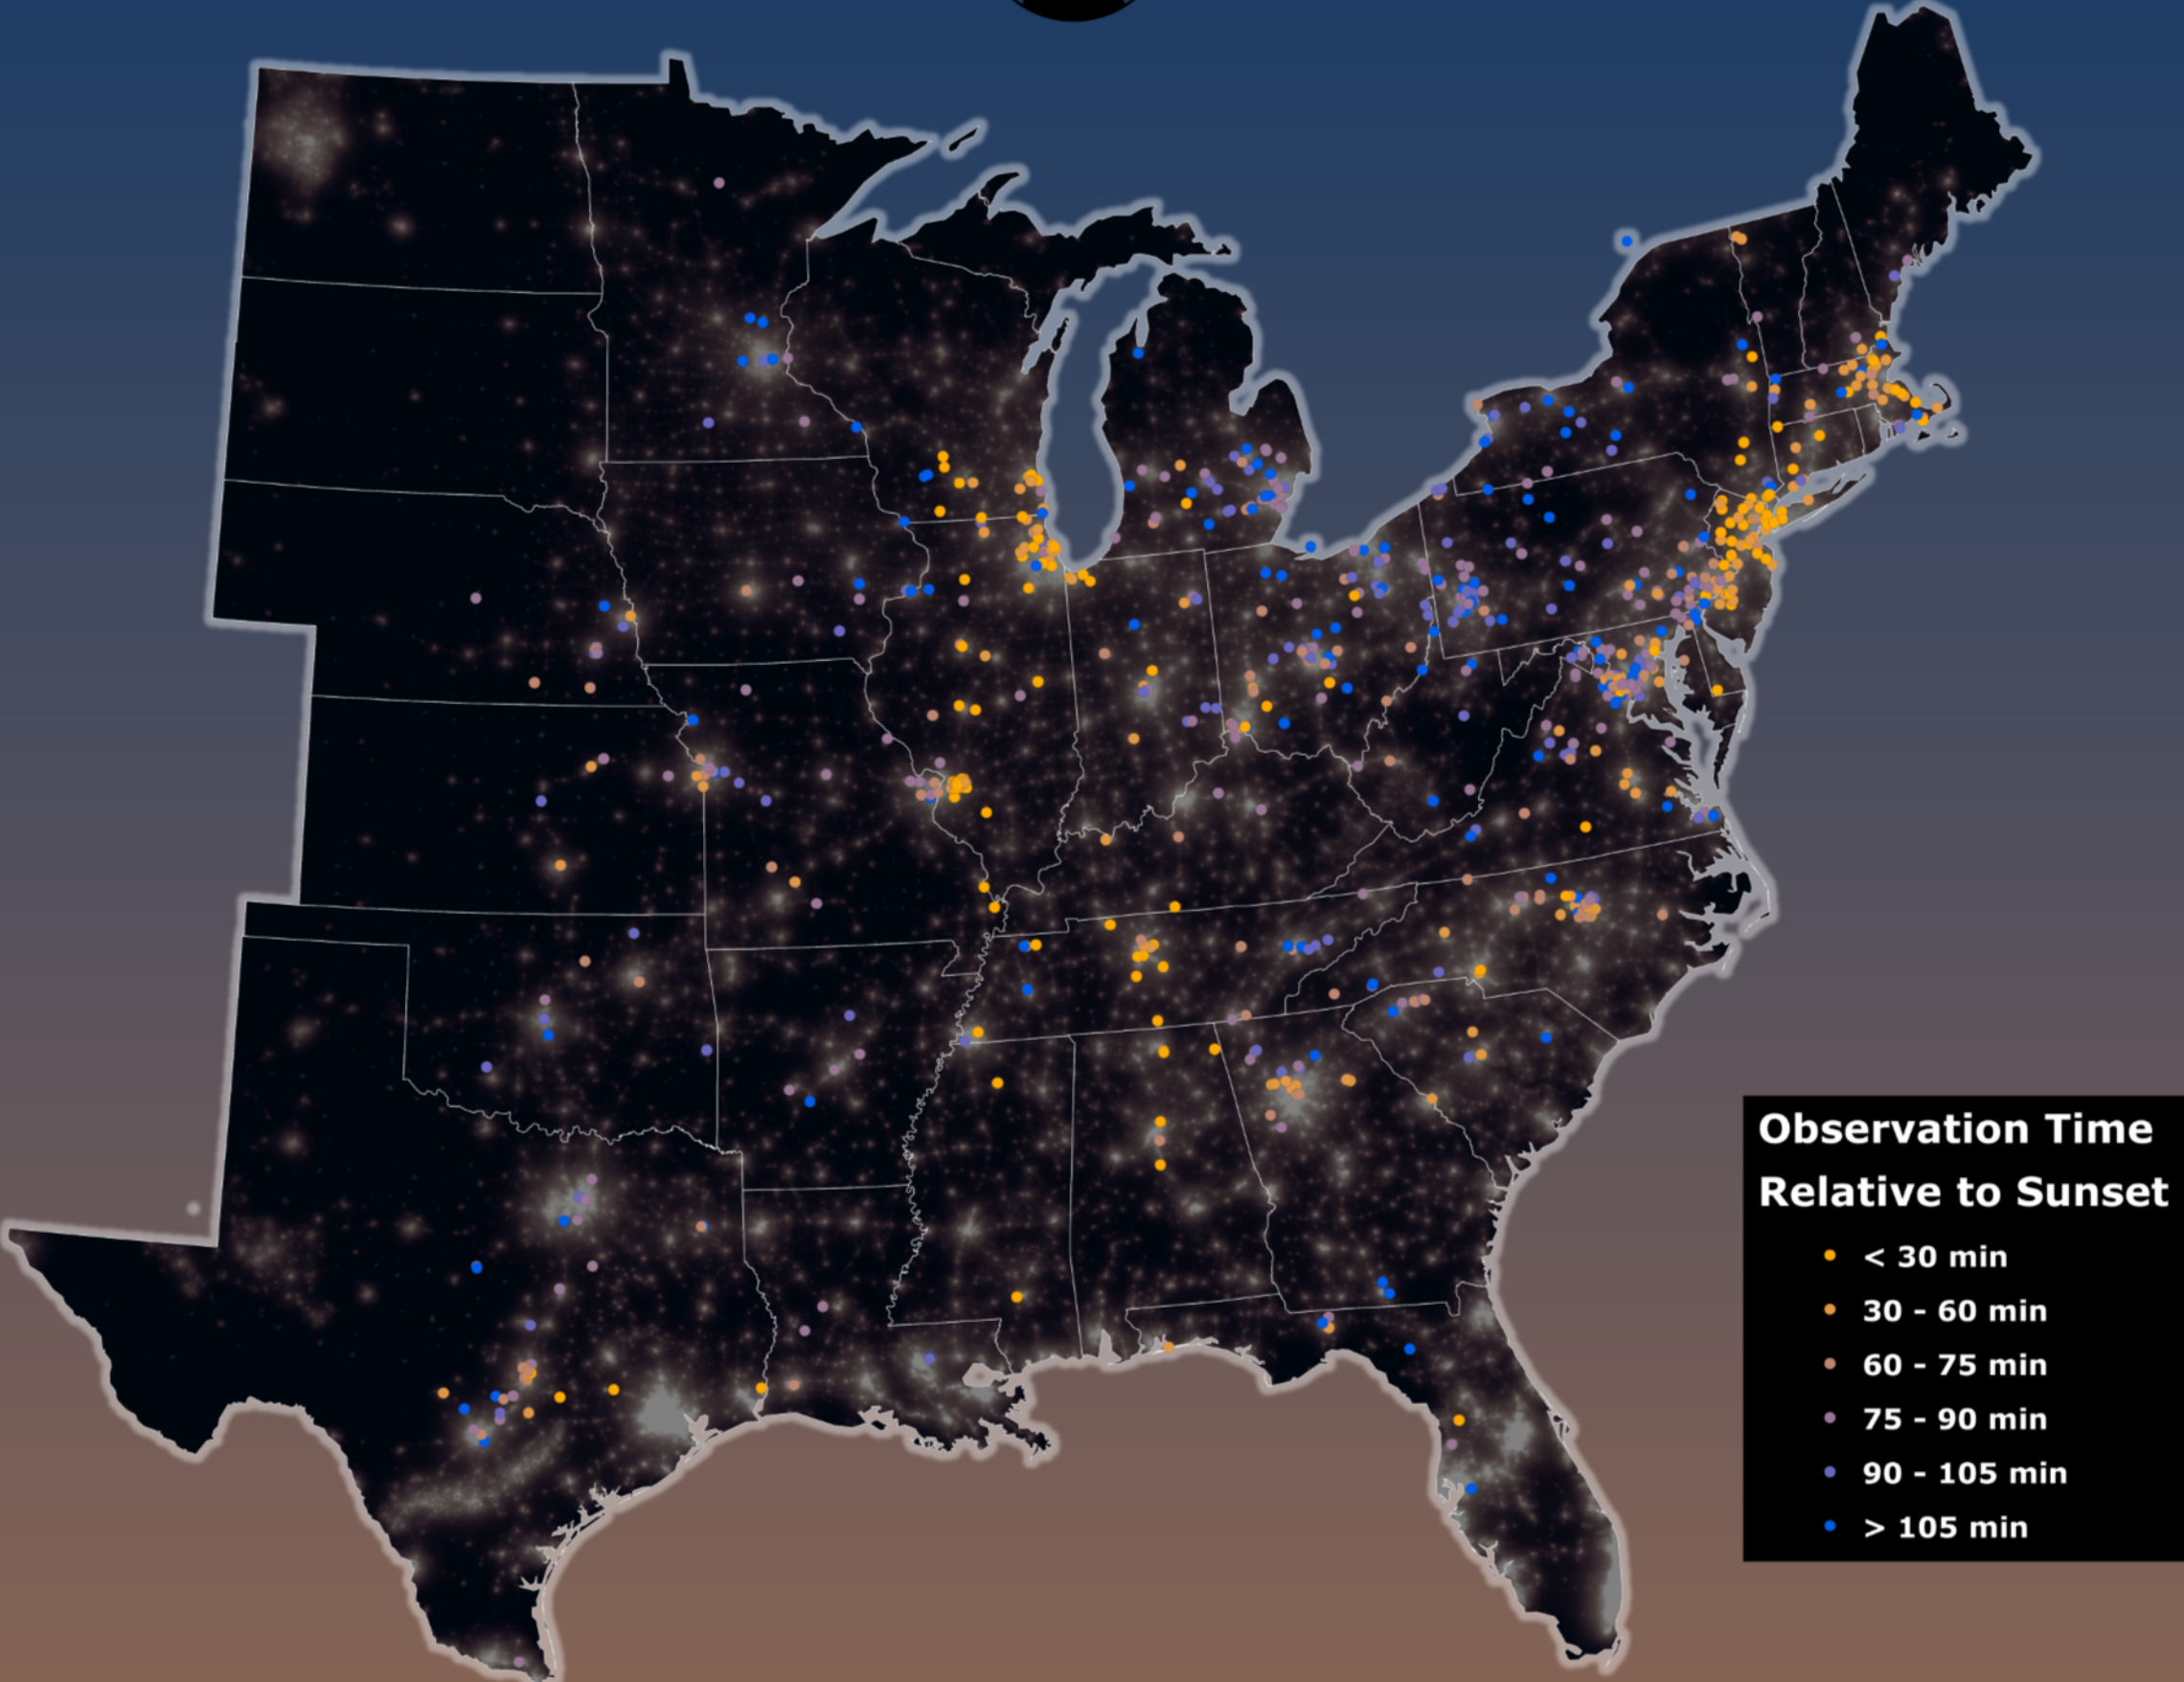 Observation Time
Relative to Sunset
< 30 min
30 - 60 min
60 - 75 min
75 - 90 min
90 - 105 min
> 105 min